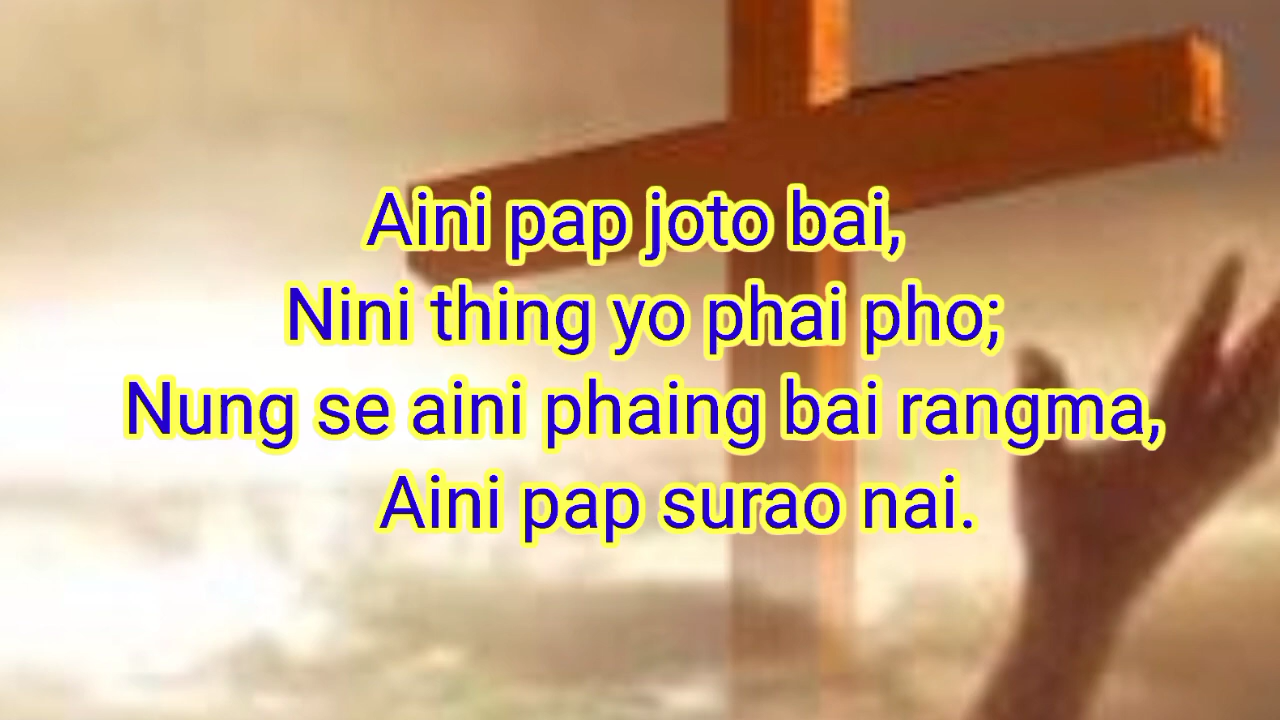 Aini pap joto bai,
Nini thing yo phai pho;
Nung se aini phaing bai rangma,
Aini pap surao nai.